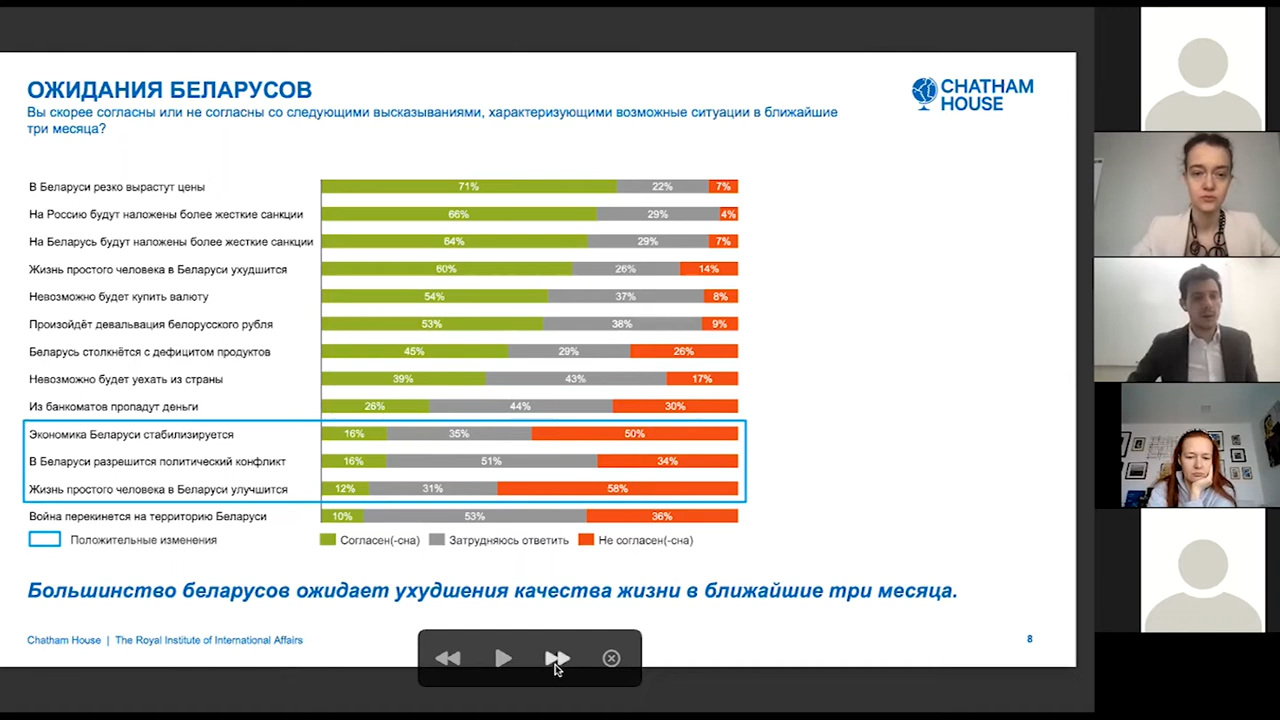 ОЖИДАНИЯ БЕЛАРУСОВ
CHATHAM
HOUSE
Вы скорее согласны или не согласны со следующими высказываниями, характеризующими возможные ситуации в ближайшие
три месяца?
В Беларуси резко вырастут цены 71% 22% 7%
На Россию будут наложены более жесткие санкции 66% 29% 4%
На Беларусь будут наложены более жесткие санкции 64% 29% 7%
Жизнь простого человека в Беларуси ухудшится 60% 26% 14%
Невозможно будет купить валюту 54% 37% 8%
Произойдёт девальвация белорусского рубля 53% 38% 9%
Беларусь столкнётся с дефицитом продуктов 45% 29% 26%
Невозможно будет уехать из страны 39% 43% 17%
Из банкоматов пропадут деньги 26% 44% 30%
Экономика Беларуси стабилизируется 16% 35% 50%
В Беларуси разрешится политический конфликт 16% 51% 34%
Жизнь простого человека в Беларуси улучшится 12% 31% 58%
Война перекинется на территорию Беларуси 10% 53% 36%
Положительные изменения Согласен(-сна) Затрудняюсь ответить Не согласен(-сна)
Большинство беларусов ожидает ухудшения качества жизни в ближайшие три месяца.
Chatham House | The Royal Institute of International Affairs 8